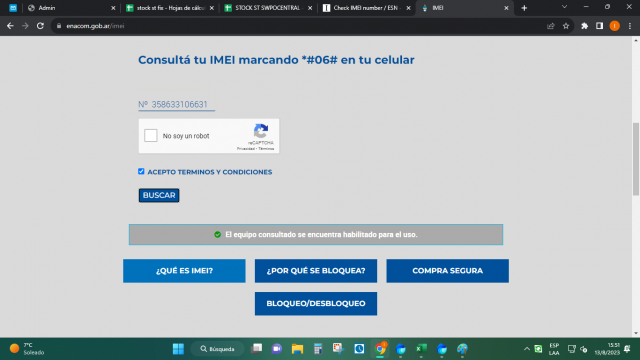 Admin
stock st fix - Hojas de cálcu
STOCK ST SWPOCENTRAL
Check IMEI number / ESN -
IMEI
enacom.gob.ar/imei
Consultá tu IMEI marcando *#06# en tu celular
Nº 358633106631
No soy un robot
reCAPTCHA
Privacidad - Términos
ACEPTO TERMINOS Y CONDICIONES
BUSCAR
El equipo consultado se encuentra habilitado para el uso.
¿QUÉ ES IMEI?
¿POR QUÉ SE BLOQUEA?
COMPRA SEGURA
BLOQUEO/DESBLOQUEO
7°C
Soleado
Búsqueda
ESP
LAA
15:51
13/8/2023